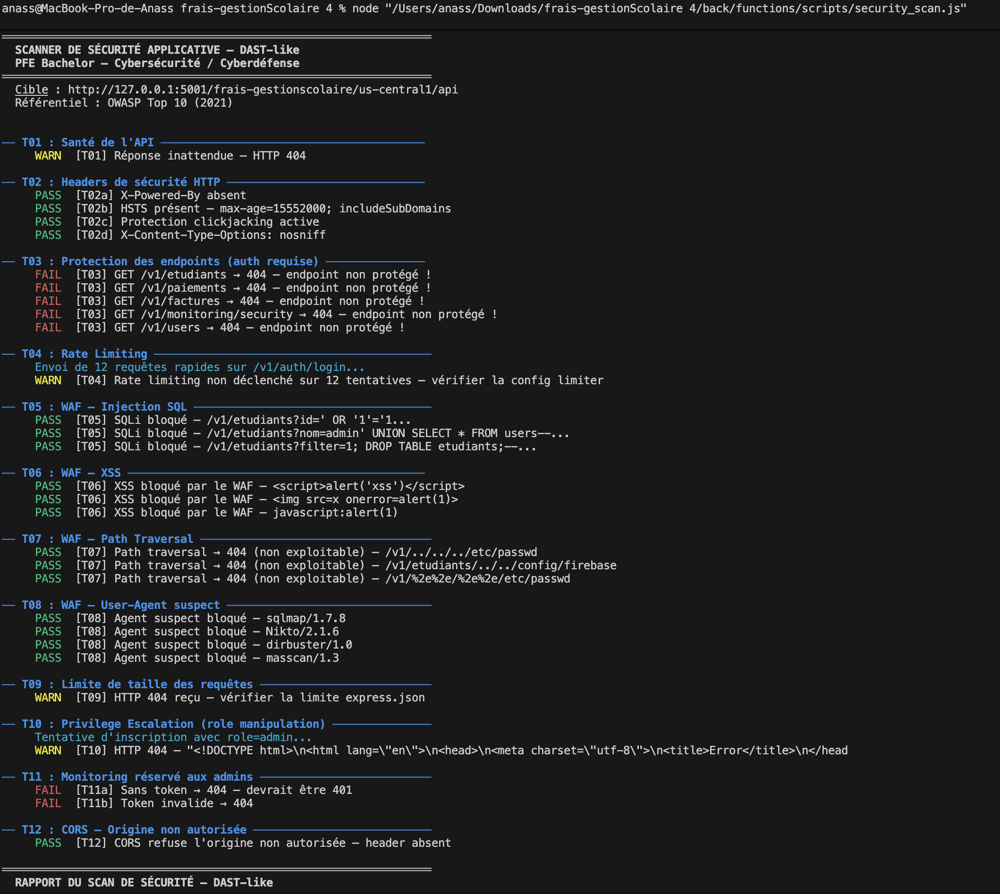 anass@MacBook-Pro-de-Anass frais-gestionScolaire 4 % node "/Users/anass/Downloads/frais-gestionScolaire 4/back/functions/scripts/security_scan.js"
SCANNER DE SÉCURITÉ APPLICATIVE — DAST-like
PFE Bachelor — Cybersécurité / Cyberdéfense
Cible : http://127.0.0.1:5001/frais-gestionscolaire/us-central1/api
Référentiel : OWASP Top 10 (2021)
── T01 : Santé de l'API ────────────────────────────────────────
WARN [T01] Réponse inattendue — HTTP 404
── T02 : Headers de sécurité HTTP ──────────────────────────────
PASS [T02a] X-Powered-By absent
PASS [T02b] HSTS présent — max-age=15552000; includeSubDomains
PASS [T02c] Protection clickjacking active
PASS [T02d] X-Content-Type-Options: nosniff
── T03 : Protection des endpoints (auth requise) ───────────────
FAIL [T03] GET /v1/etudiants → 404 — endpoint non protégé !
FAIL [T03] GET /v1/paiements → 404 — endpoint non protégé !
FAIL [T03] GET /v1/factures → 404 — endpoint non protégé !
FAIL [T03] GET /v1/monitoring/security → 404 — endpoint non protégé !
FAIL [T03] GET /v1/users → 404 — endpoint non protégé !
── T04 : Rate Limiting ──────────────────────────────────────────
Envoi de 12 requêtes rapides sur /v1/auth/login...
WARN [T04] Rate limiting non déclenché sur 12 tentatives — vérifier la config limiter
── T05 : WAF — Injection SQL ────────────────────────────────────
PASS [T05] SQLi bloqué — /v1/etudiants?id=' OR '1'='1...
PASS [T05] SQLi bloqué — /v1/etudiants?nom=admin' UNION SELECT * FROM users--...
PASS [T05] SQLi bloqué — /v1/etudiants?filter=1; DROP TABLE etudiants;--...
── T06 : WAF — XSS ─────────────────────────────────────────────
PASS [T06] XSS bloqué par le WAF — <script>alert('xss')</script>
PASS [T06] XSS bloqué par le WAF — <img src=x onerror=alert(1)>
PASS [T06] XSS bloqué par le WAF — javascript:alert(1)
── T07 : WAF — Path Traversal ───────────────────────────────────
PASS [T07] Path traversal → 404 (non exploitable) — /v1/../../../etc/passwd
PASS [T07] Path traversal → 404 (non exploitable) — /v1/etudiants/../../config/firebase
PASS [T07] Path traversal → 404 (non exploitable) — /v1/%2e%2e/%2e%2e/etc/passwd
── T08 : WAF — User-Agent suspect ───────────────────────────────
PASS [T08] Agent suspect bloqué — sqlmap/1.7.8
PASS [T08] Agent suspect bloqué — Nikto/2.1.6
PASS [T08] Agent suspect bloqué — dirbuster/1.0
PASS [T08] Agent suspect bloqué — masscan/1.3
── T09 : Limite de taille des requêtes ──────────────────────────
WARN [T09] HTTP 404 reçu — vérifier la limite express.json
── T10 : Privilege Escalation (role manipulation) ───────────────
Tentative d'inscription avec role=admin...
WARN [T10] HTTP 404 — "<!DOCTYPE html>\n<html lang=\"en\">\n<head>\n<meta charset=\"utf-8\">\n<title>Error</title>\n</head
── T11 : Monitoring réservé aux admins ──────────────────────────
FAIL [T11a] Sans token → 404 — devrait être 401
FAIL [T11b] Token invalide → 404
── T12 : CORS — Origine non autorisée ───────────────────────────
PASS [T12] CORS refuse l'origine non autorisée — header absent
RAPPORT DU SCAN DE SÉCURITÉ — DAST-like